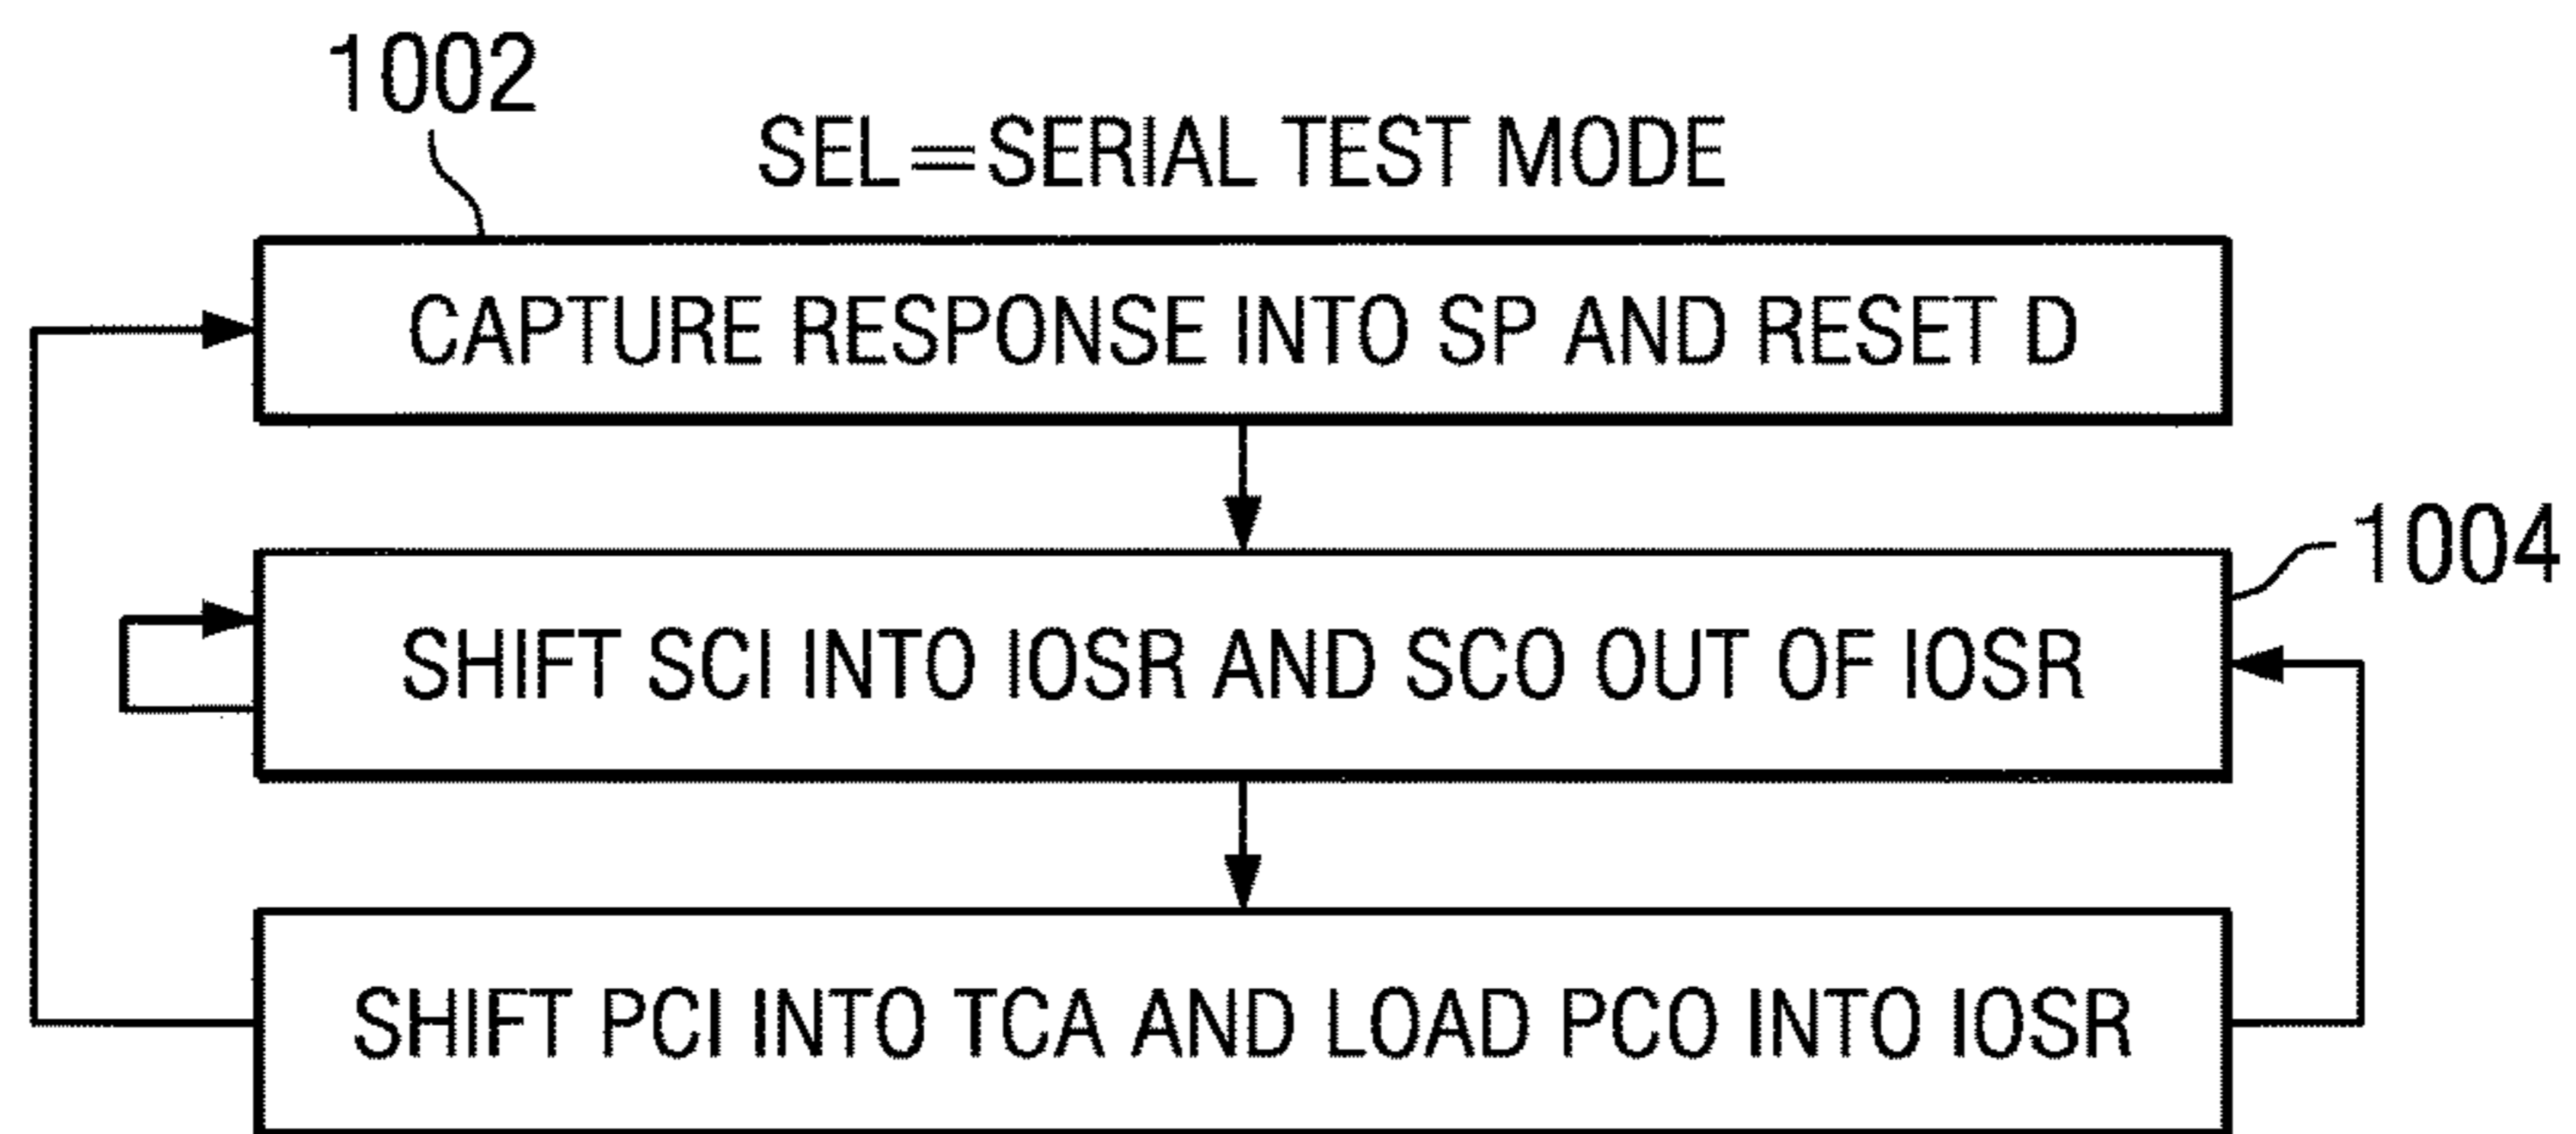 1002
SEL=SERIAL TEST MODE
CAPTURE RESPONSE INTO SP AND RESET D
1004
SHIFT SCI INTO IOSR AND SCO OUT OF IOSR
SHIFT PCI INTO TCA AND LOAD PCO INTO IOSR